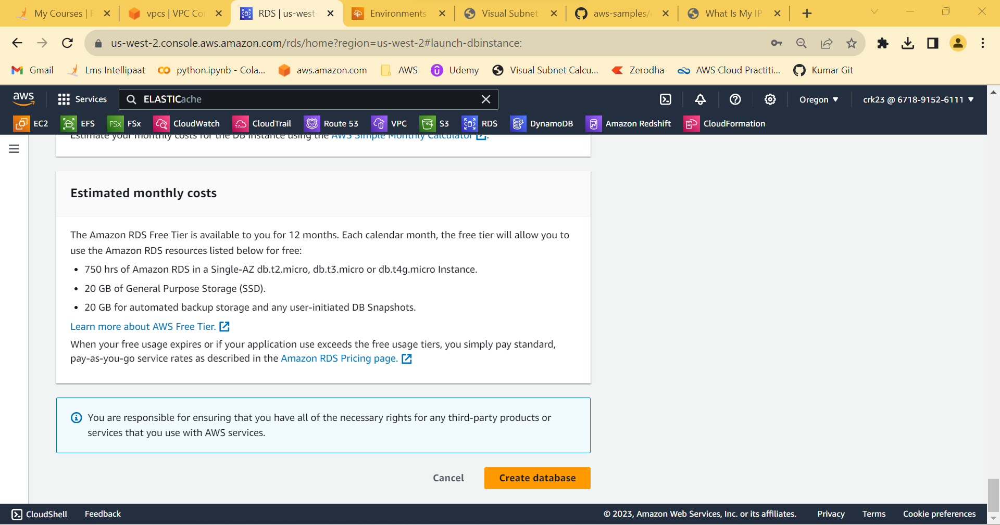 My Courses |
vpcs | VPC Co
RDS | us-west-
Environments
Visual Subnet
aws-samples/
What Is My IP
us-west-2.console.aws.amazon.com/rds/home?region=us-west-2#launch-dbinstance:
Gmail
Lms Intellipaat
python.ipynb - Cola...
aws.amazon.com
AWS
Udemy
Visual Subnet Calcu...
Zerodha
AWS Cloud Practiti...
Kumar Git
aws
Services
ELASTICache
Oregon
crk23 @ 6718-9152-6111
EC2
EFS
FSx
FSx
CloudWatch
CloudTrail
Route 53
VPC
S3
RDS
DynamoDB
Amazon Redshift
CloudFormation
Estimate your monthly costs for the DB Instance using the AWS Simple Monthly Calculator.
Estimated monthly costs
The Amazon RDS Free Tier is available to you for 12 months. Each calendar month, the free tier will allow you to
use the Amazon RDS resources listed below for free:
• 750 hrs of Amazon RDS in a Single-AZ db.t2.micro, db.t3.micro or db.t4g.micro Instance.
• 20 GB of General Purpose Storage (SSD).
• 20 GB for automated backup storage and any user-initiated DB Snapshots.
Learn more about AWS Free Tier.
When your free usage expires or if your application use exceeds the free usage tiers, you simply pay standard,
pay-as-you-go service rates as described in the Amazon RDS Pricing page.
You are responsible for ensuring that you have all of the necessary rights for any third-party products or
services that you use with AWS services.
Cancel
Create database
CloudShell
Feedback
© 2023, Amazon Web Services, Inc. or its affiliates.
Privacy
Terms
Cookie preferences